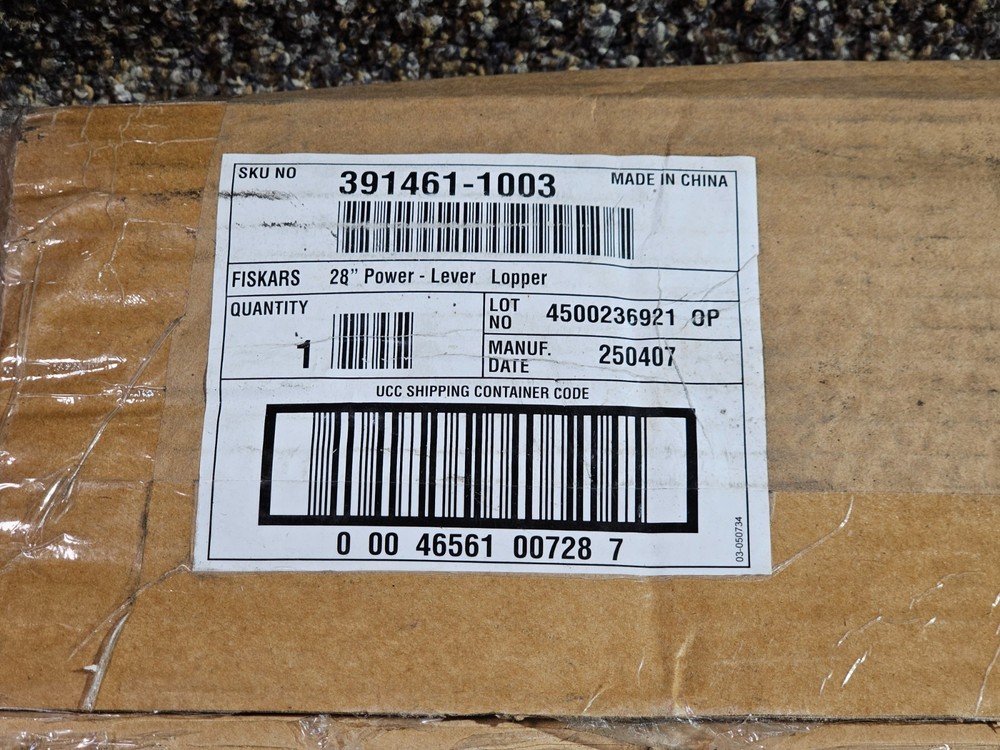 SKU NO 391461-1003 MADE IN CHINA
FISKARS 28” Power - Lever Lopper
QUANTITY
1
LOT NO 4500236921 OP
MANUF. DATE 250407
UCC SHIPPING CONTAINER CODE
0 00 46561 00728 7
03-050734